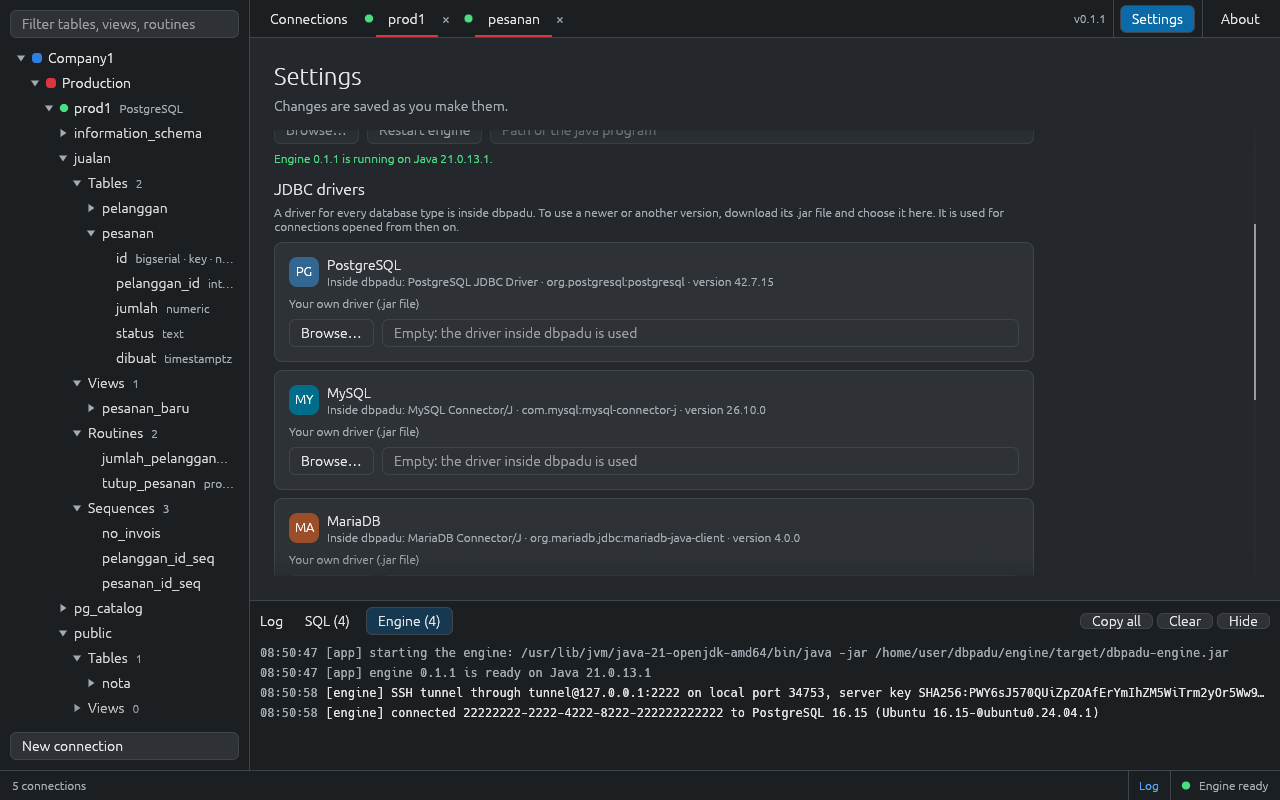 Filter tables, views, routines
Company1
Production
prod1 PostgreSQL
information_schema
jualan
Tables 2
pelanggan
pesanan
id bigserial · key · n…
pelanggan_id int…
jumlah numeric
status text
dibuat timestamptz
Views 1
pesanan_baru
Routines 2
jumlah_pelanggan…
tutup_pesanan pro…
Sequences 3
no_invois
pelanggan_id_seq
pesanan_id_seq
pg_catalog
public
Tables 1
nota
Views 0
New connection
Connections prod1 × pesanan × v0.1.1 Settings About
Settings
Changes are saved as you make them.
Browse… Restart engine Path of the java program
Engine 0.1.1 is running on Java 21.0.13.1.
JDBC drivers
A driver for every database type is inside dbpadu. To use a newer or another version, download its .jar file and choose it here. It is used for
connections opened from then on.
PG PostgreSQL
Inside dbpadu: PostgreSQL JDBC Driver · org.postgresql:postgresql · version 42.7.15
Your own driver (.jar file)
Browse… Empty: the driver inside dbpadu is used
MY MySQL
Inside dbpadu: MySQL Connector/J · com.mysql:mysql-connector-j · version 26.10.0
Your own driver (.jar file)
Browse… Empty: the driver inside dbpadu is used
MA MariaDB
Inside dbpadu: MariaDB Connector/J · org.mariadb.jdbc:mariadb-java-client · version 4.0.0
Your own driver (.jar file)
Log SQL (4) Engine (4) Copy all Clear Hide
08:50:47 [app] starting the engine: /usr/lib/jvm/java-21-openjdk-amd64/bin/java -jar /home/user/dbpadu/engine/target/dbpadu-engine.jar
08:50:47 [app] engine 0.1.1 is ready on Java 21.0.13.1
08:50:58 [engine] SSH tunnel through tunnel@127.0.0.1:2222 on local port 34753, server key SHA256:PWY6sJ570QUiZpZOAfErYmIhZM5WiTrm2yOr5Ww9…
08:50:58 [engine] connected 22222222-2222-4222-8222-222222222222 to PostgreSQL 16.15 (Ubuntu 16.15-0ubuntu0.24.04.1)
5 connections Log Engine ready